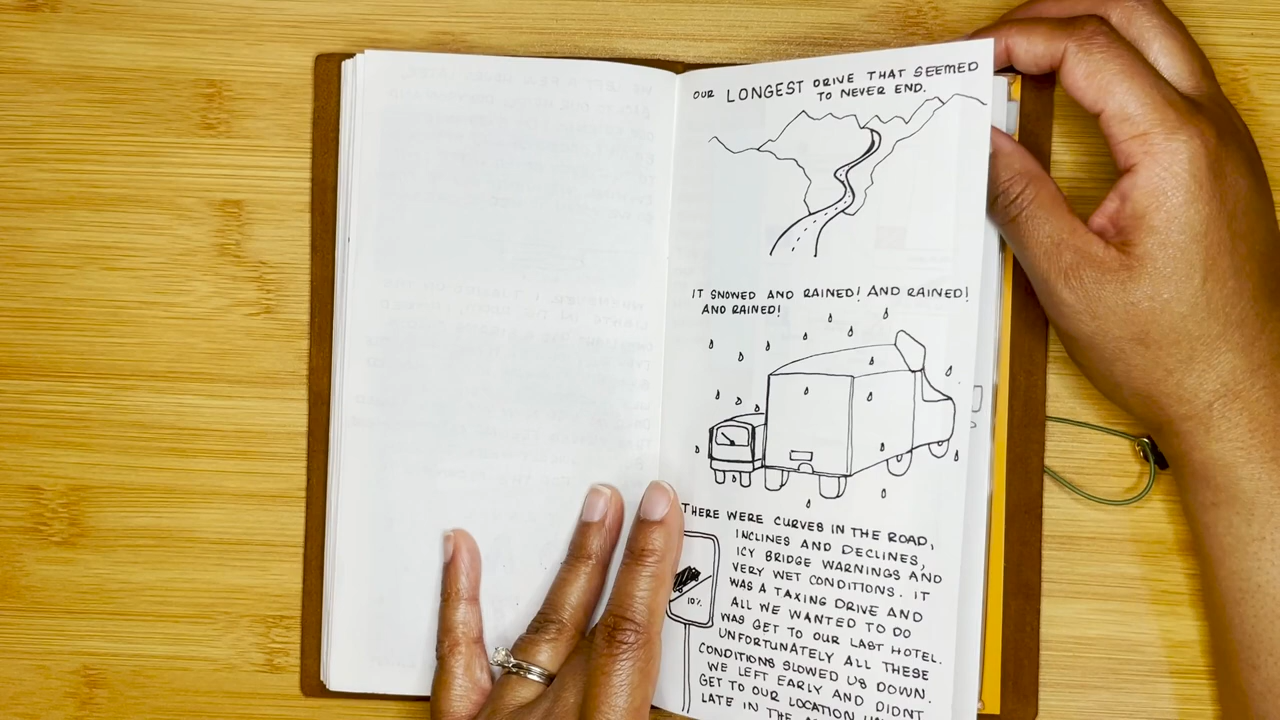 OUR LONGEST DRIVE THAT SEEMED
TO NEVER END.
IT SNOWED AND RAINED! AND RAINED!
AND RAINED!
THERE WERE CURVES IN THE ROAD,
INCLINES AND DECLINES,
ICY BRIDGE WARNINGS AND
VERY WET CONDITIONS. IT
WAS A TAXING DRIVE AND
ALL WE WANTED TO DO
WAS GET TO OUR LAST HOTEL.
UNFORTUNATELY ALL THESE
CONDITIONS SLOWED US DOWN.
WE LEFT EARLY AND DIDNT
GET TO OUR LOCATION
LATE IN THE
10%